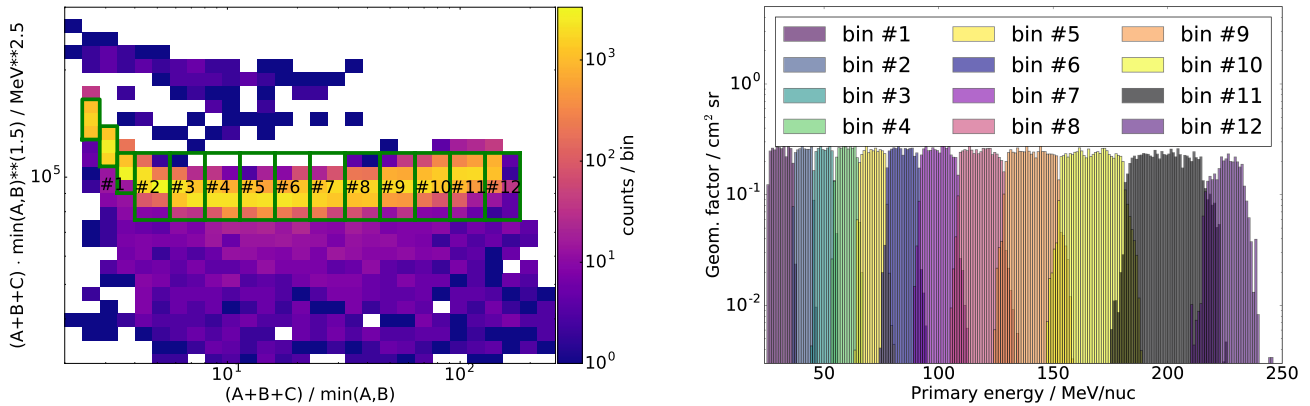 (A+B+C) · min(A,B)**(1.5) / MeV**2.5
10^5
#1 #2 #3 #4 #5 #6 #7 #8 #9 #10 #11 #12
10^1 10^2
(A+B+C) / min(A,B)
10^3
10^2
10^1
10^0
counts / bin
Geom. factor / cm^2 sr
10^0
10^-1
10^-2
bin #1 bin #5 bin #9
bin #2 bin #6 bin #10
bin #3 bin #7 bin #11
bin #4 bin #8 bin #12
50 100 150 200 250
Primary energy / MeV/nuc